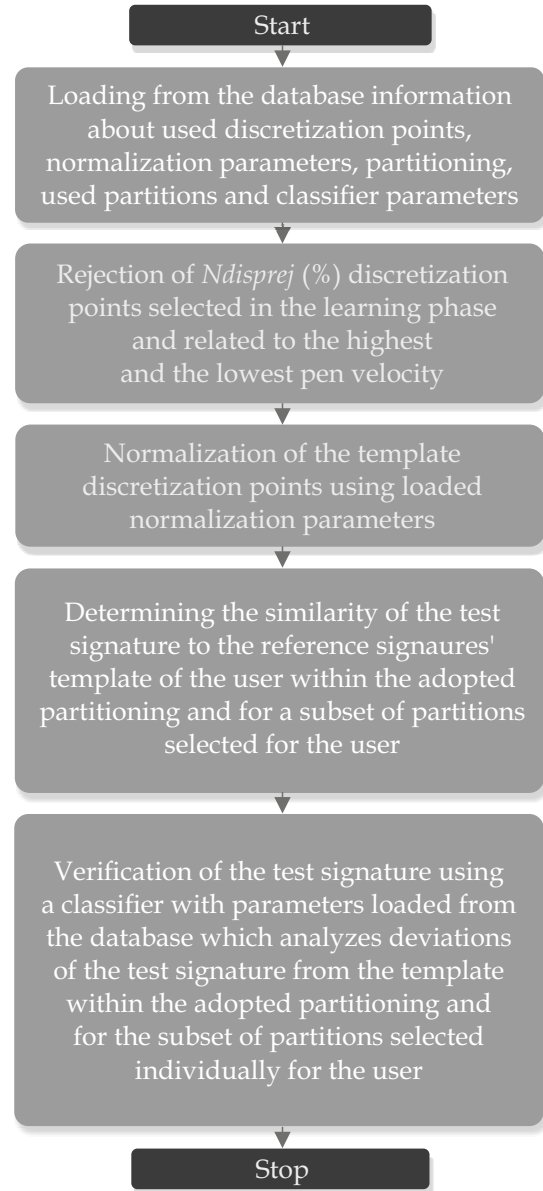 Start
Loading from the database information
about used discretization points,
normalization parameters, partitioning,
used partitions and classifier parameters
Rejection of Ndisprej (%) discretization
points selected in the learning phase
and related to the highest
and the lowest pen velocity
Normalization of the template
discretization points using loaded
normalization parameters
Determining the similarity of the test
signature to the reference signaures'
template of the user within the adopted
partitioning and for a subset of partitions
selected for the user
Verification of the test signature using
a classifier with parameters loaded from
the database which analyzes deviations
of the test signature from the template
within the adopted partitioning and
for the subset of partitions selected
individually for the user
Stop